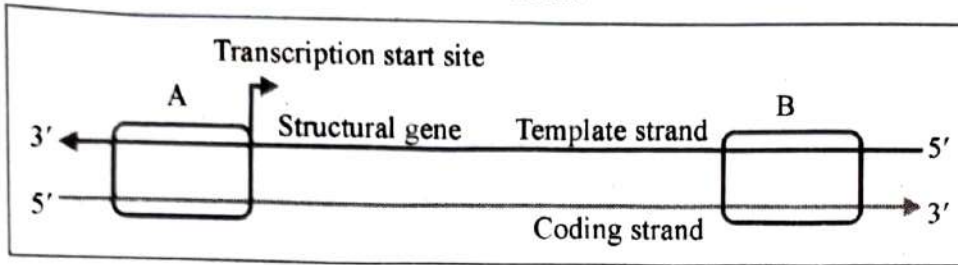 Transcription start site
A
B
3′
Structural gene
Template strand
5′
5′
3′
Coding strand